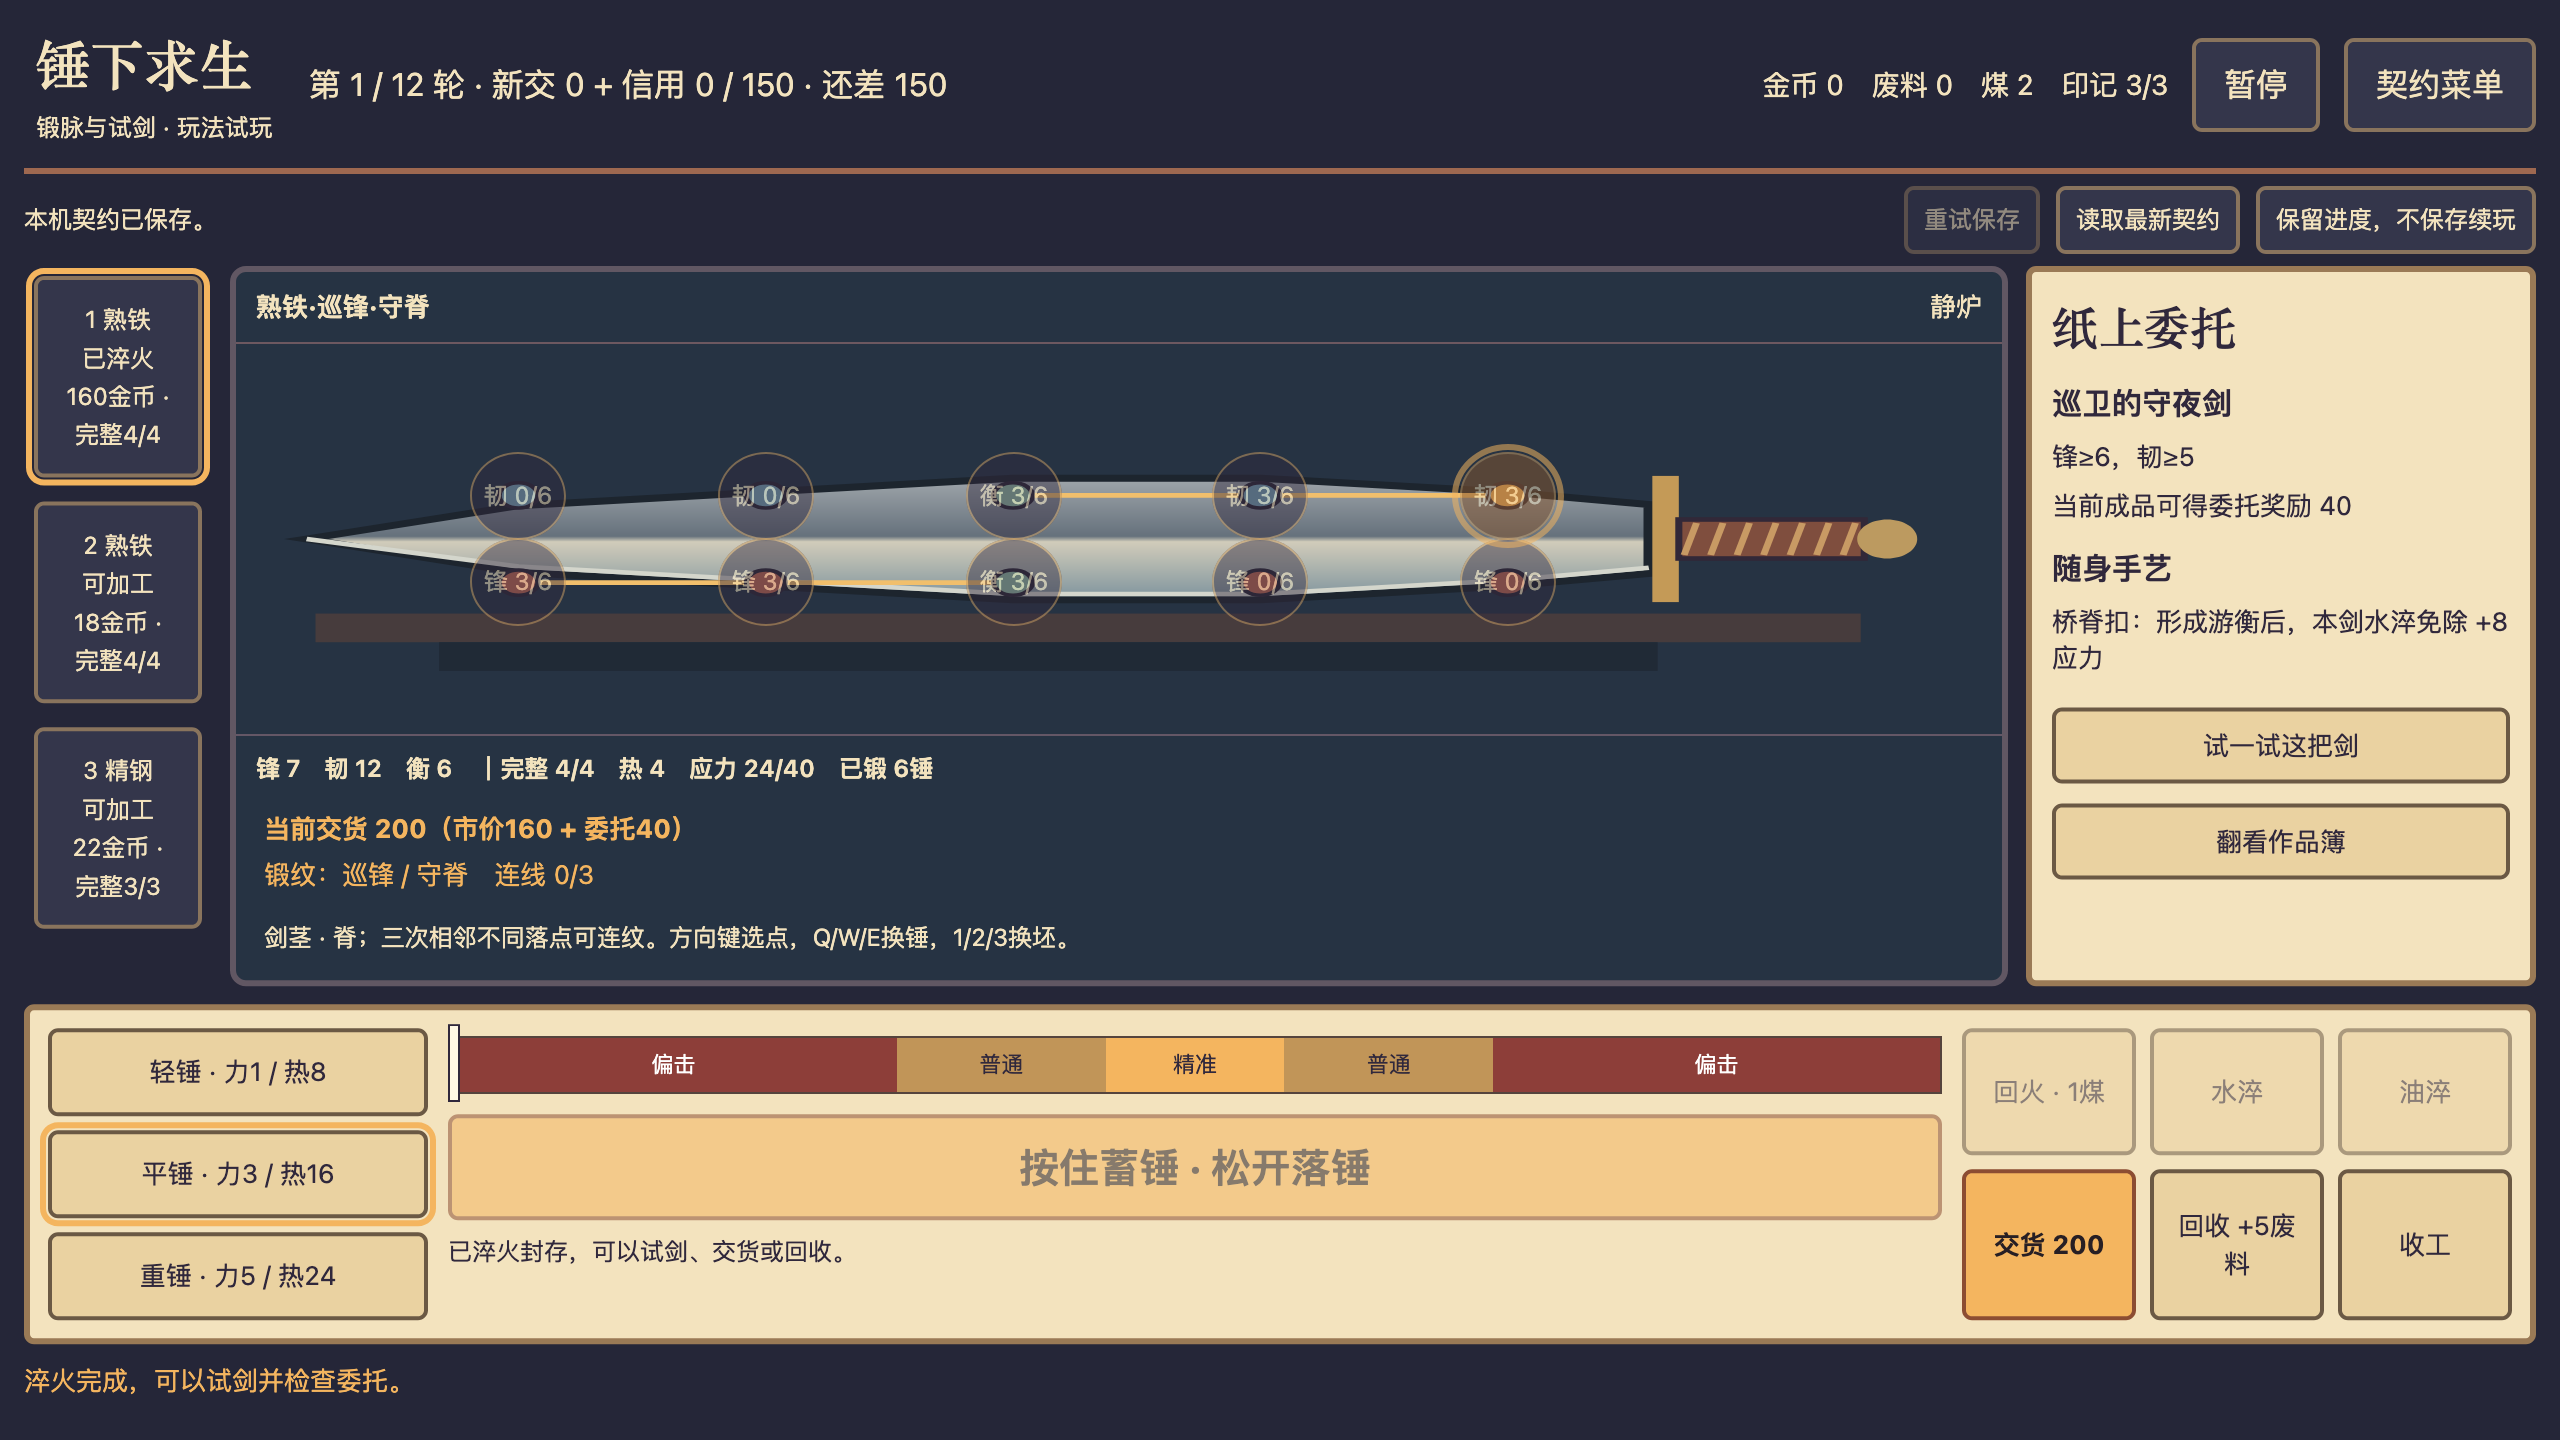 锤下求生
锻脉与试剑 · 玩法试玩
第 1 / 12 轮 · 新交 0 + 信用 0 / 150 · 还差 150
金币 0 废料 0 煤 2 印记 3/3
暂停
契约菜单
本机契约已保存。
重试保存
读取最新契约
保留进度，不保存续玩
1 熟铁
已淬火
160金币 ·
完整4/4
2 熟铁
可加工
18金币 ·
完整4/4
3 精钢
可加工
22金币 ·
完整3/3
熟铁·巡锋·守脊
静炉
韧 0/6
韧 0/6
衡 3/6
韧 3/6
韧 3/6
锋 3/6
锋 3/6
衡 3/6
锋 0/6
锋 0/6
锋 7 韧 12 衡 6 ｜完整 4/4 热 4 应力 24/40 已锻 6锤
当前交货 200（市价160 + 委托40）
锻纹：巡锋 / 守脊 连线 0/3
剑茎 · 脊；三次相邻不同落点可连纹。方向键选点，Q/W/E换锤，1/2/3换坯。
纸上委托
巡卫的守夜剑
锋≥6，韧≥5
当前成品可得委托奖励 40
随身手艺
桥脊扣：形成游衡后，本剑水淬免除 +8
应力
试一试这把剑
翻看作品簿
轻锤 · 力1 / 热8
平锤 · 力3 / 热16
重锤 · 力5 / 热24
偏击
普通
精准
普通
偏击
按住蓄锤 · 松开落锤
已淬火封存，可以试剑、交货或回收。
回火 · 1煤
水淬
油淬
交货 200
回收 +5废
料
收工
淬火完成，可以试剑并检查委托。